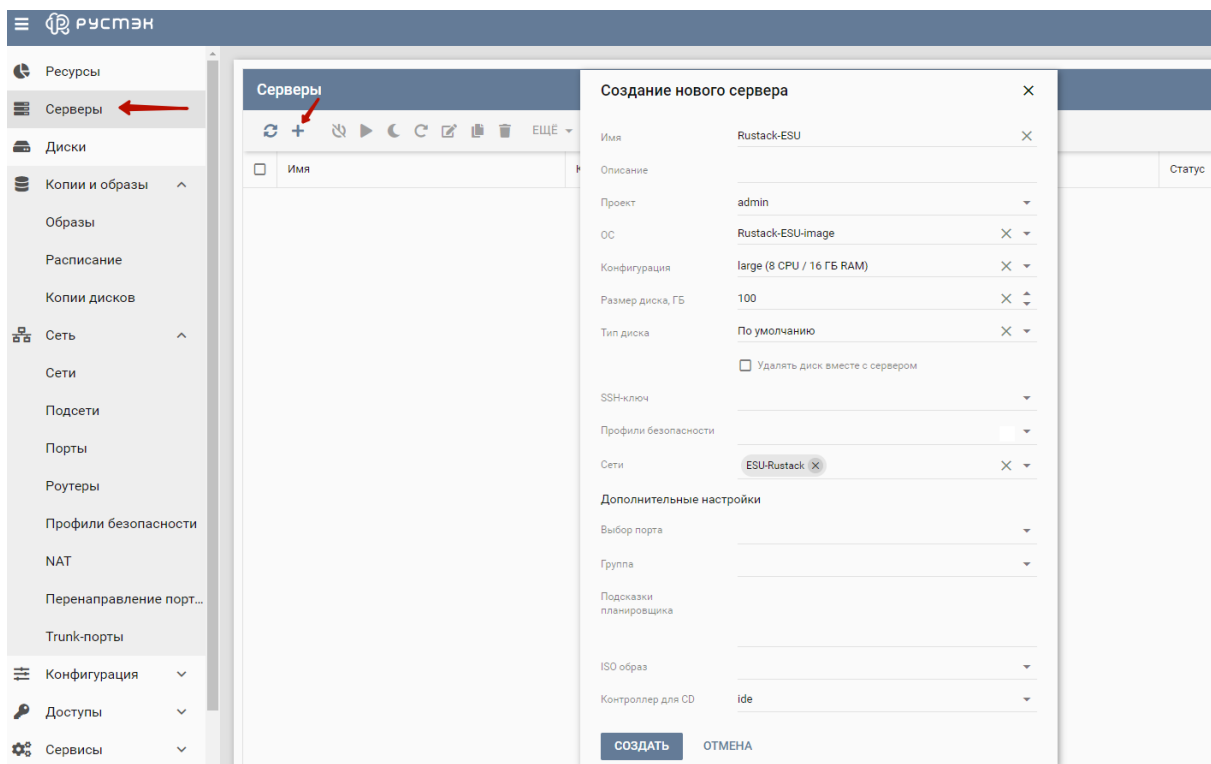 РУСТЭК
Ресурсы
Серверы
Диски
Копии и образы
Образы
Расписание
Копии дисков
Сеть
Сети
Подсети
Порты
Роутеры
Профили безопасности
NAT
Перенаправление порт...
Trunk-порты
Конфигурация
Доступы
Сервисы
Серверы
ЕЩЁ
Имя
К
Статус
Создание нового сервера
Имя Rustack-ESU
Описание
Проект admin
ОС Rustack-ESU-image
Конфигурация large (8 CPU / 16 ГБ RAM)
Размер диска, ГБ 100
Тип диска По умолчанию
Удалять диск вместе с сервером
SSH-ключ
Профили безопасности
Сети ESU-Rustack
Дополнительные настройки
Выбор порта
Группа
Подсказки
планировщика
ISO образ
Контроллер для CD ide
СОЗДАТЬ ОТМЕНА